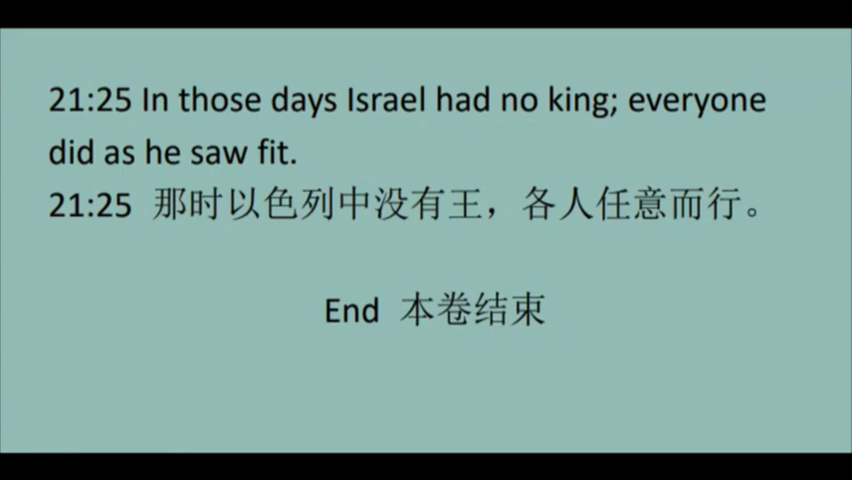 21:25 In those days Israel had no king; everyone
did as he saw fit.
21:25 那时以色列中没有王，各人任意而行。
End 本卷结束